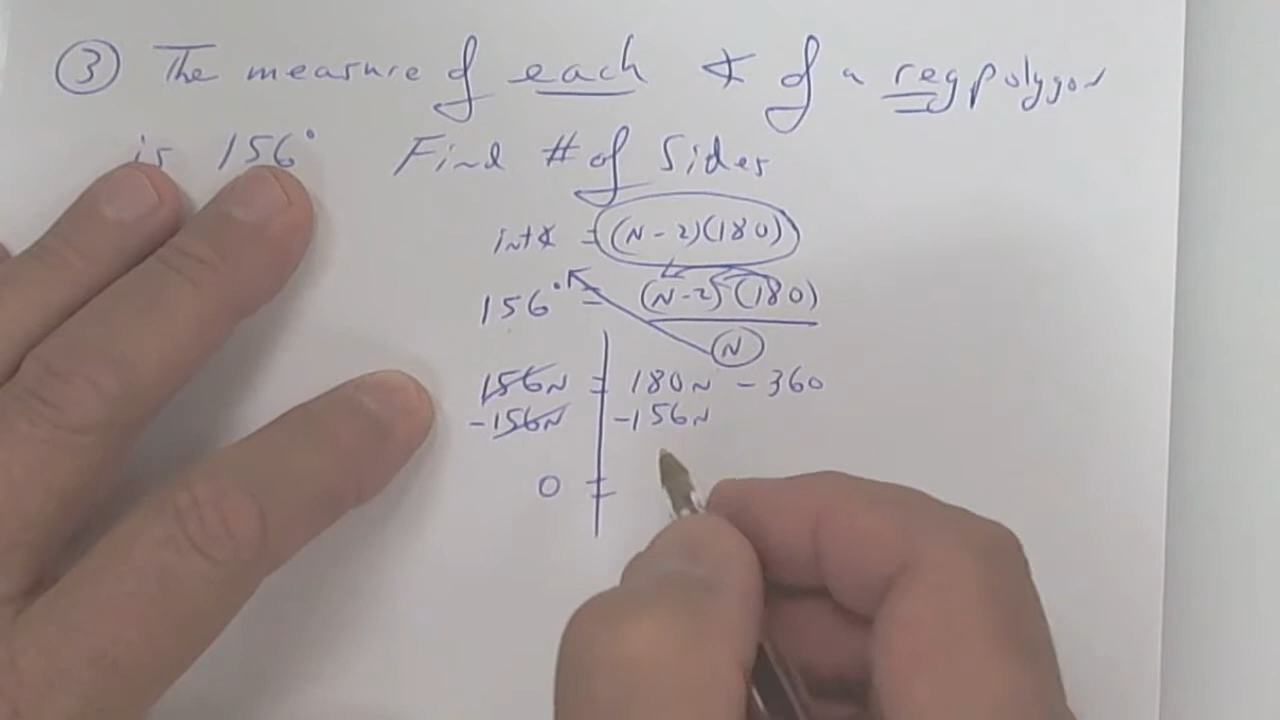 ③ The measure of each ∡ of a reg polygon
is 156° Find # of Sides
int ∡ = (N-2)(180)
156° = (N-2)(180)
N
156N = 180N - 360
-156N -156N
0 =